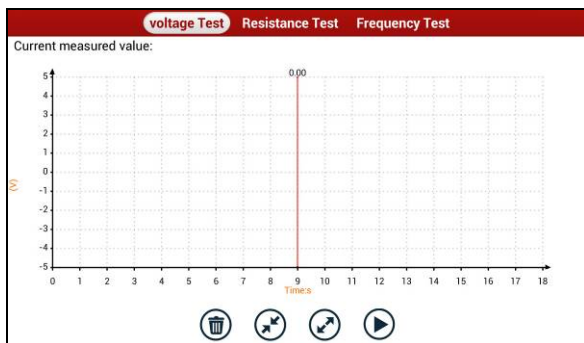 voltage Test Resistance Test Frequency Test
Current measured value:
0.00
5
4
3
2
1
0
-1
-2
-3
-4
-5
(V)
0 1 2 3 4 5 6 7 8 9 10 11 12 13 14 15 16 17 18
Time:s